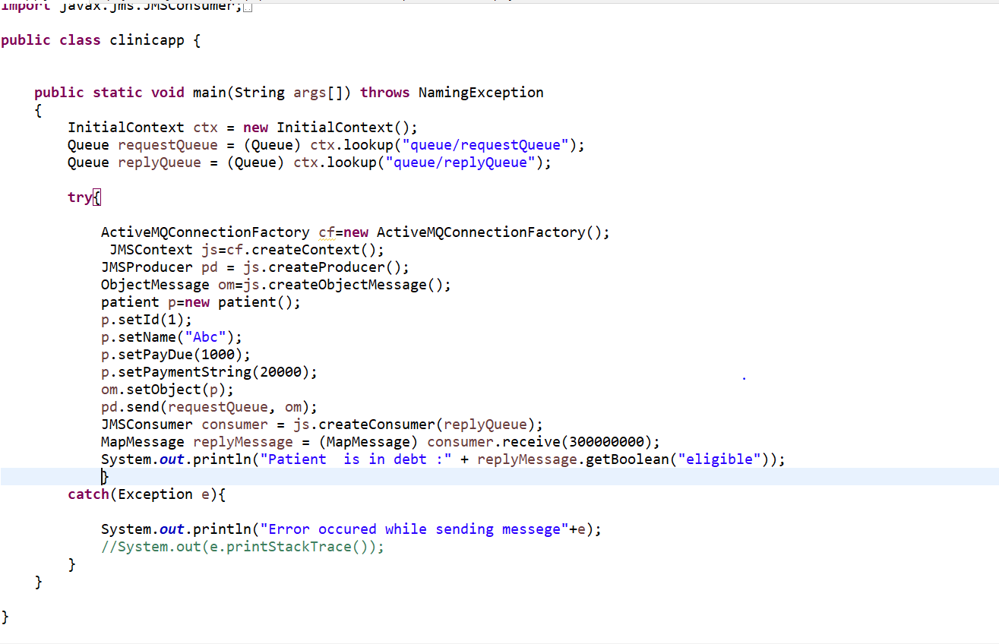 import javax.jms.JMSConsumer;
public class clinicapp {
public static void main(String args[]) throws NamingException
{
InitialContext ctx = new InitialContext();
Queue requestQueue = (Queue) ctx.lookup("queue/requestQueue");
Queue replyQueue = (Queue) ctx.lookup("queue/replyQueue");
try{
ActiveMQConnectionFactory cf=new ActiveMQConnectionFactory();
JMSContext js=cf.createContext();
JMSProducer pd = js.createProducer();
ObjectMessage om=js.createObjectMessage();
patient p=new patient();
p.setId(1);
p.setName("Abc");
p.setPayDue(1000);
p.setPaymentString(20000);
om.setObject(p);
pd.send(requestQueue, om);
JMSConsumer consumer = js.createConsumer(replyQueue);
MapMessage replyMessage = (MapMessage) consumer.receive(300000000);
System.out.println("Patient  is in debt :" + replyMessage.getBoolean("eligible"));
}
catch(Exception e){
System.out.println("Error occured while sending messege"+e);
//System.out(e.printStackTrace());
}
}
}